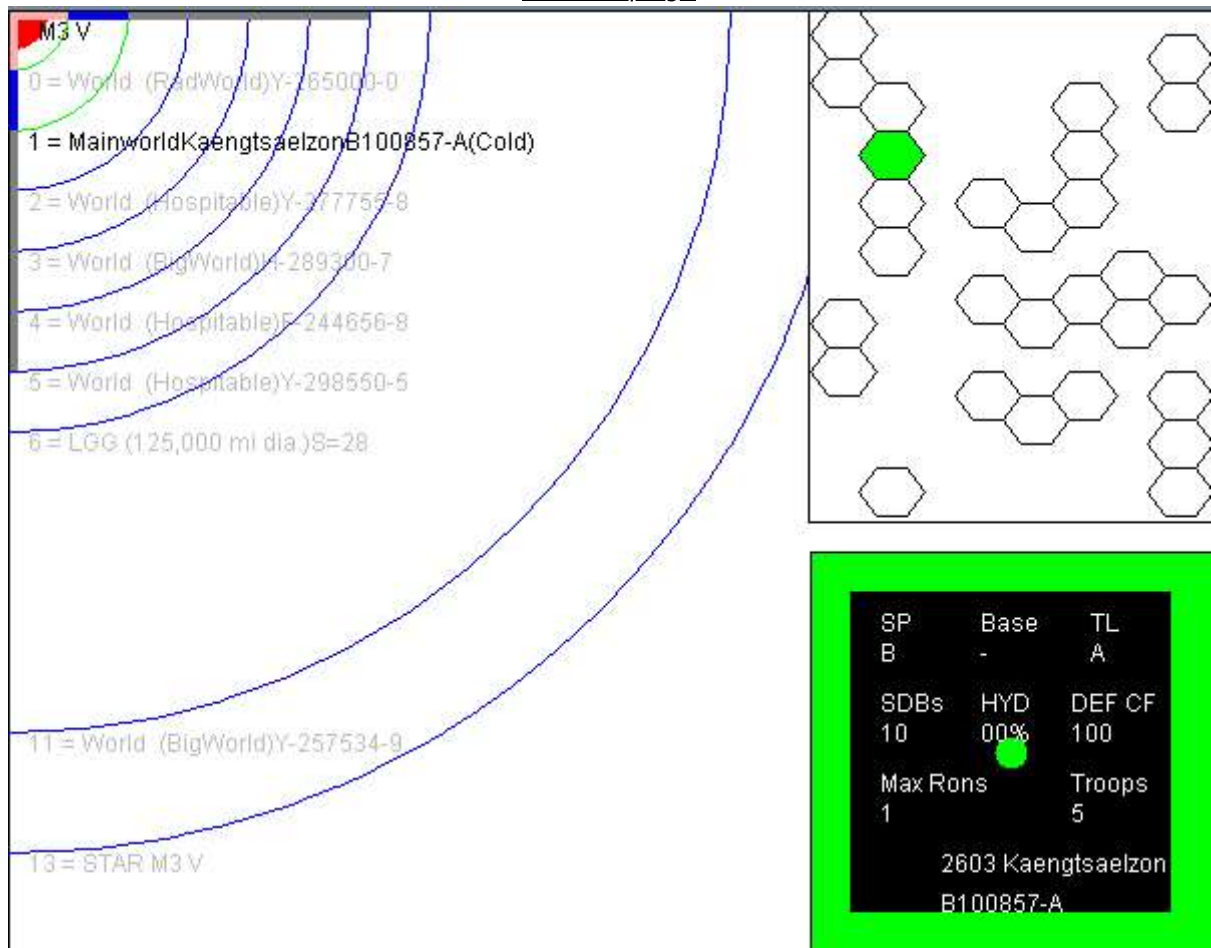 M3 V
0 = World (RadWorld)Y-265000-0
1 = MainworldKaengtsaelzonB100857-A(Cold)
2 = World (Hospitable)Y-277755-8
3 = World (BigWorld)H-289300-7
4 = World (Hospitable)F-244656-8
5 = World (Hospitable)Y-298550-5
6 = LGG (125,000 mi dia.)S=28
11 = World (BigWorld)Y-257534-9
13 = STAR M3 V
SP Base TL
B - A
SDBs HYD DEF CF
10 00% 100
Max Rons Troops
1 5
2603 Kaengtsaelzon
B100857-A